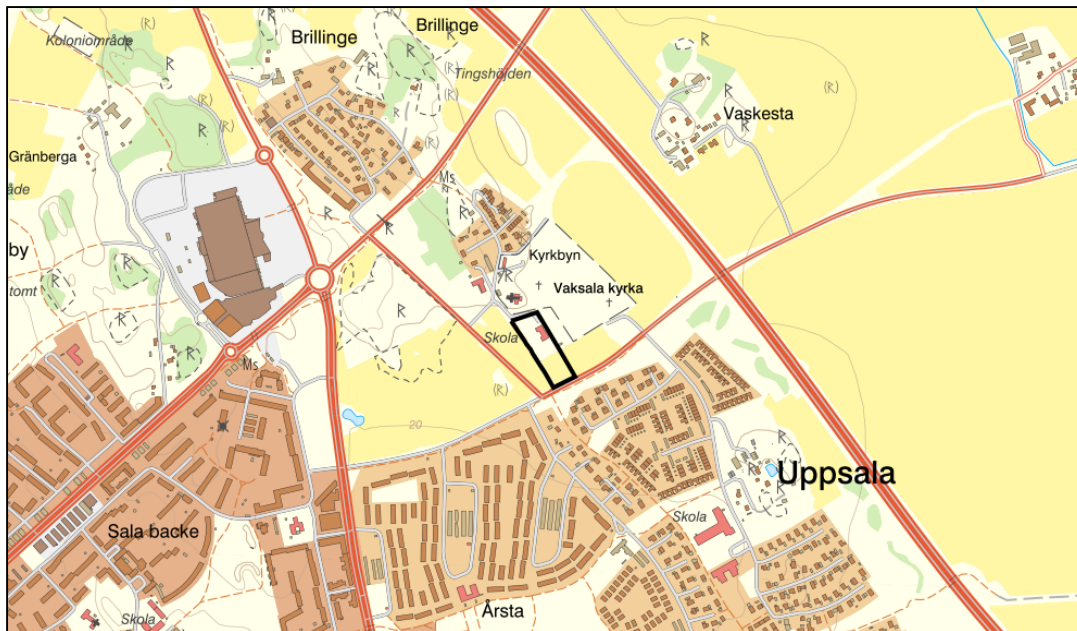 Koloniområde
Brillinge
Brillinge
(R)
R
(R)
R
Tingshöjden
R
(R)
R
(R)
Vaskesta
R
R
Gränberga
åde
Ms
R
R
by
R
Kyrkbyn
R
tomt
R
R
Vaksala kyrka
R
R
Skola
Ms
(R)
20
Uppsala
Skola
Sala backe
Skola
Årsta